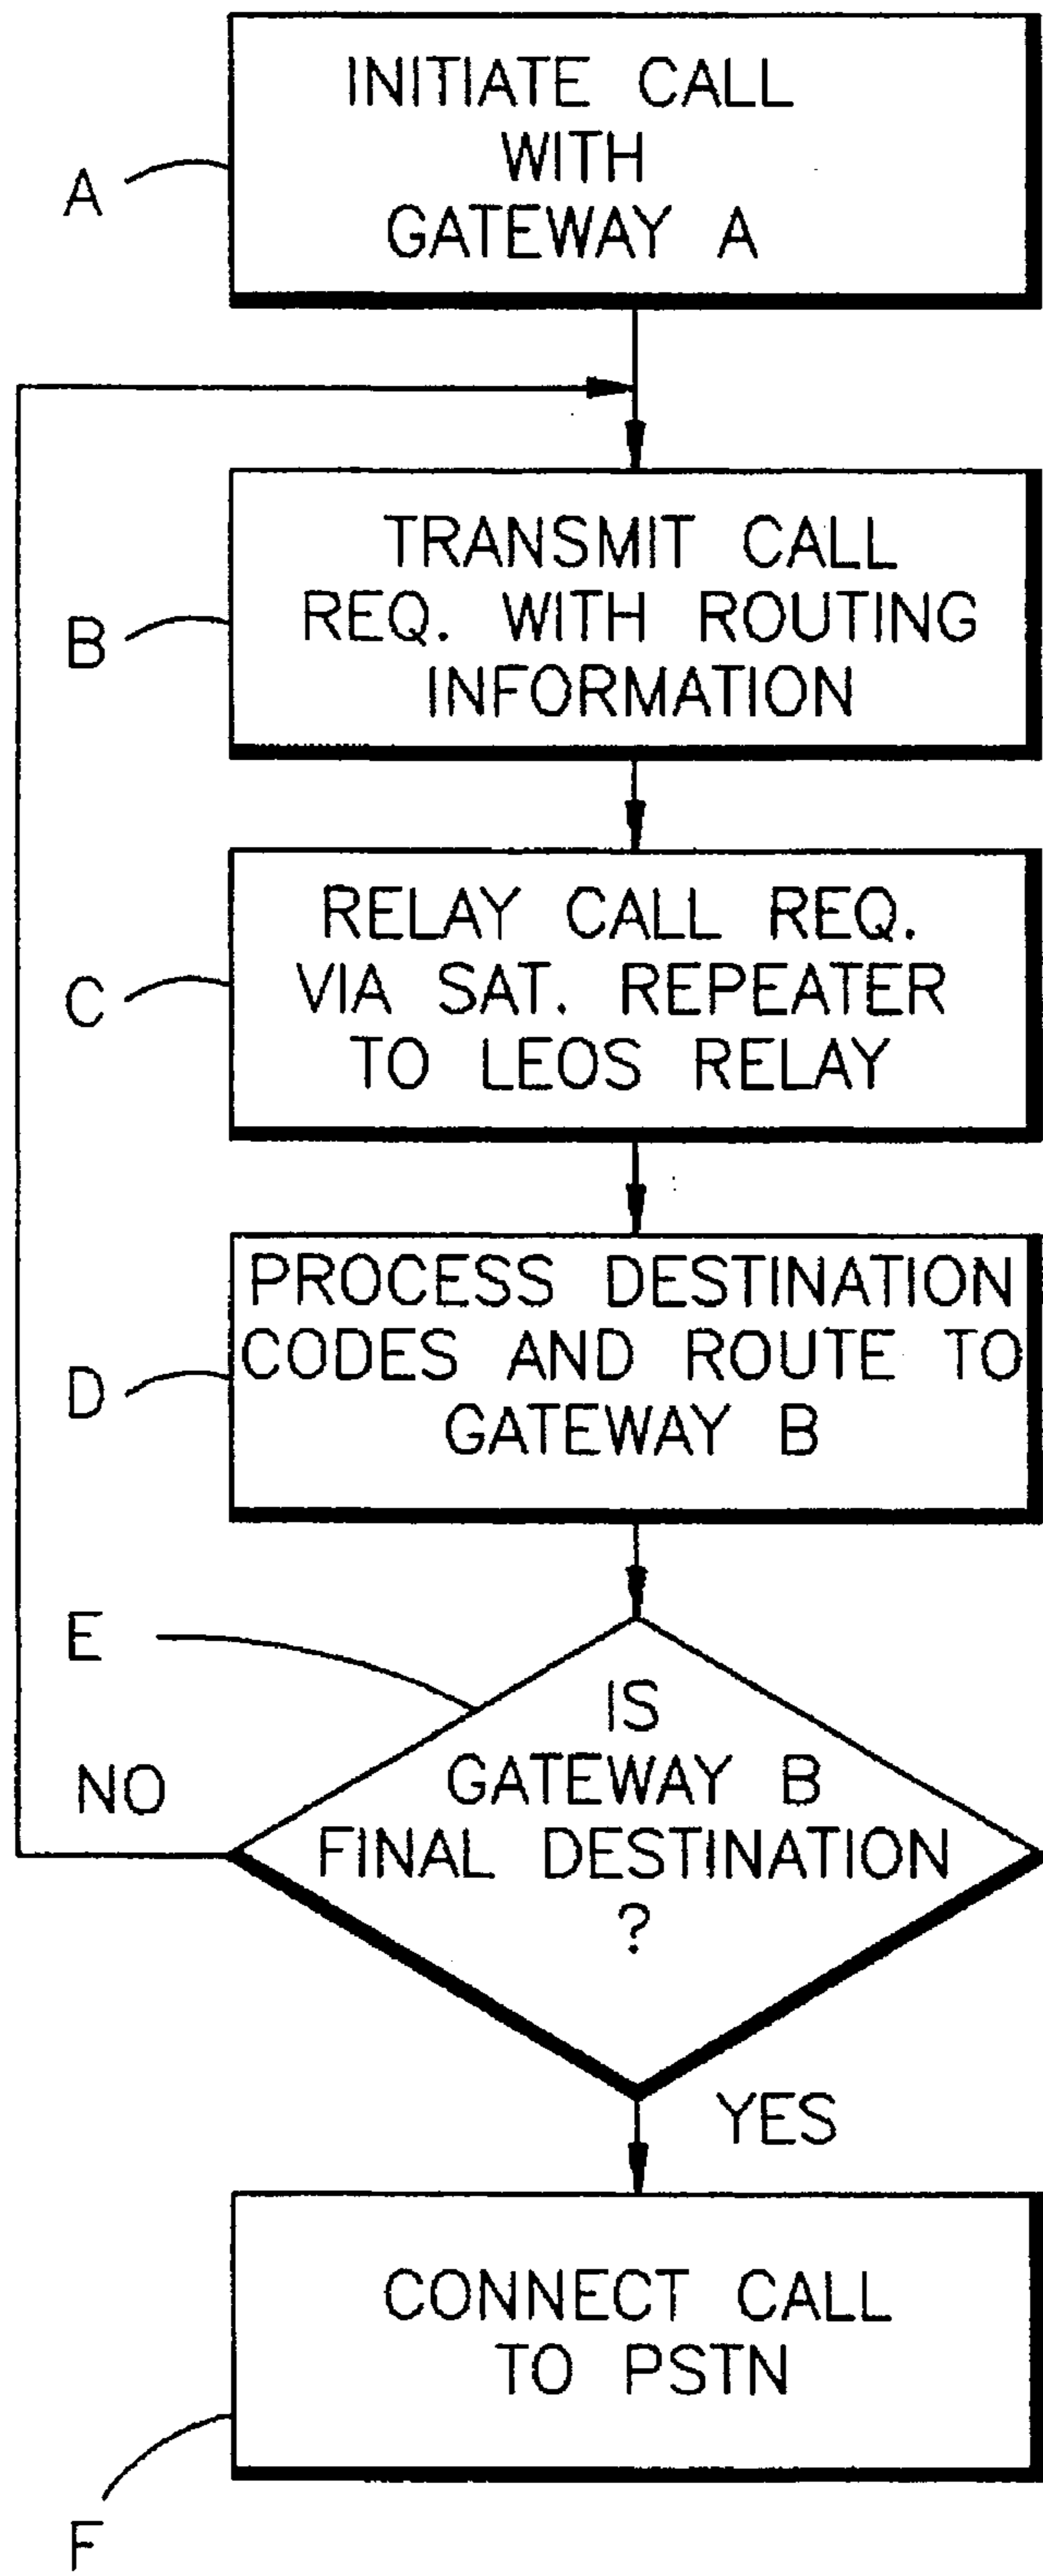 INITIATE CALL
WITH
GATEWAY A
A
TRANSMIT CALL
REQ. WITH ROUTING
INFORMATION
B
RELAY CALL REQ.
VIA SAT. REPEATER
TO LEOS RELAY
C
PROCESS DESTINATION
CODES AND ROUTE TO
GATEWAY B
D
E
IS
GATEWAY B
FINAL DESTINATION
?
NO
YES
CONNECT CALL
TO PSTN
F